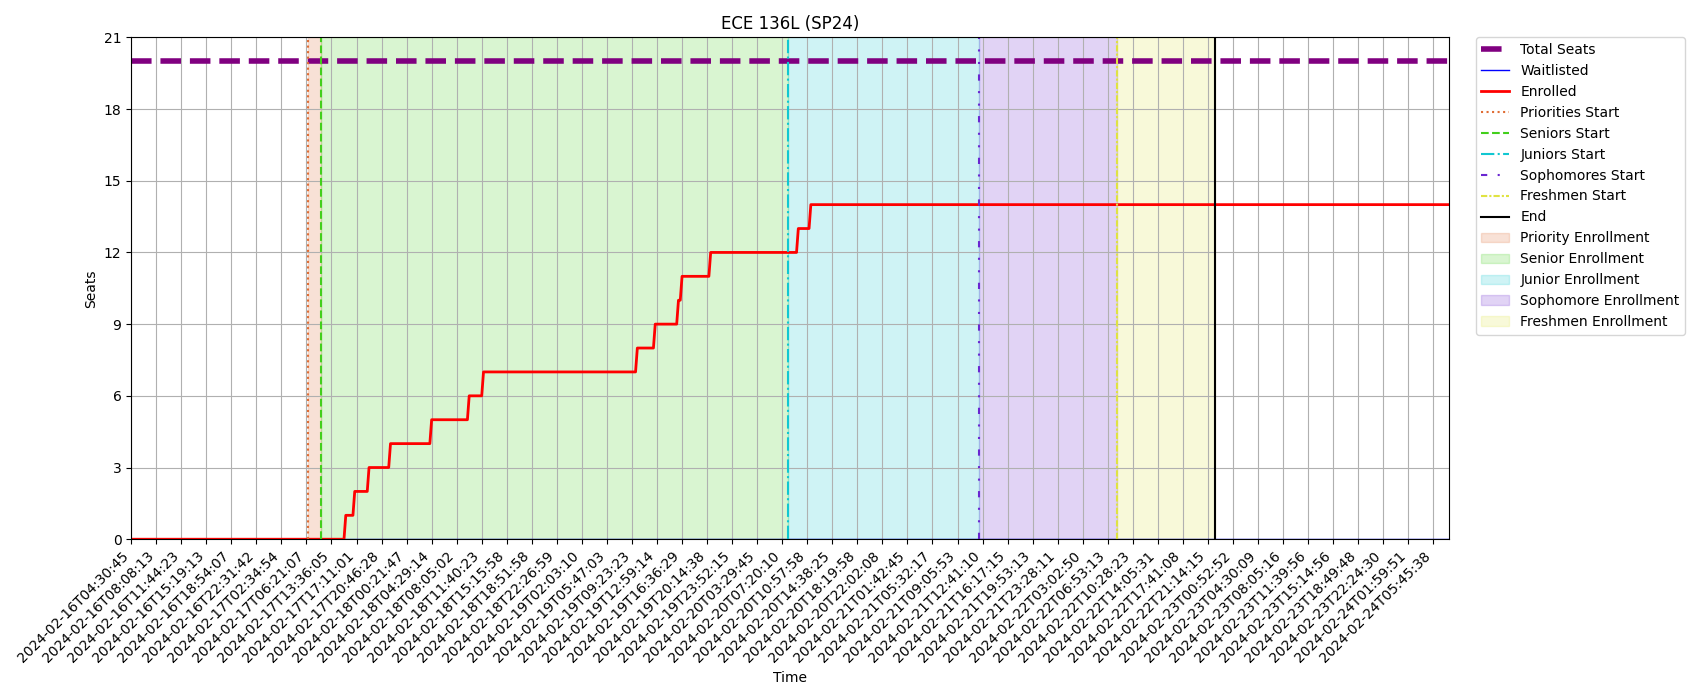 ECE 136L (SP24)
21
18
15
12
9
6
3
0
Seats
2024-02-16T04:30:45
2024-02-16T08:08:13
2024-02-16T11:44:23
2024-02-16T15:19:13
2024-02-16T18:54:07
2024-02-16T22:31:42
2024-02-17T02:34:54
2024-02-17T06:21:07
2024-02-17T13:36:05
2024-02-17T17:11:01
2024-02-17T20:46:28
2024-02-18T00:21:47
2024-02-18T04:29:14
2024-02-18T08:05:02
2024-02-18T11:40:23
2024-02-18T15:15:58
2024-02-18T18:51:58
2024-02-18T22:26:59
2024-02-19T02:03:10
2024-02-19T05:47:03
2024-02-19T09:23:23
2024-02-19T12:59:14
2024-02-19T16:36:29
2024-02-19T20:14:38
2024-02-19T23:52:15
2024-02-20T03:29:45
2024-02-20T07:20:10
2024-02-20T10:57:58
2024-02-20T14:38:25
2024-02-20T18:19:58
2024-02-20T22:02:08
2024-02-21T01:42:45
2024-02-21T05:32:17
2024-02-21T09:05:53
2024-02-21T12:41:10
2024-02-21T16:17:15
2024-02-21T19:53:13
2024-02-21T23:28:11
2024-02-22T03:02:50
2024-02-22T06:53:13
2024-02-22T10:28:23
2024-02-22T14:05:31
2024-02-22T17:41:08
2024-02-22T21:14:15
2024-02-23T00:52:52
2024-02-23T04:30:09
2024-02-23T08:05:16
2024-02-23T11:39:56
2024-02-23T15:14:56
2024-02-23T18:49:48
2024-02-23T22:24:30
2024-02-24T01:59:51
2024-02-24T05:45:38
Time
Total Seats
Waitlisted
Enrolled
Priorities Start
Seniors Start
Juniors Start
Sophomores Start
Freshmen Start
End
Priority Enrollment
Senior Enrollment
Junior Enrollment
Sophomore Enrollment
Freshmen Enrollment